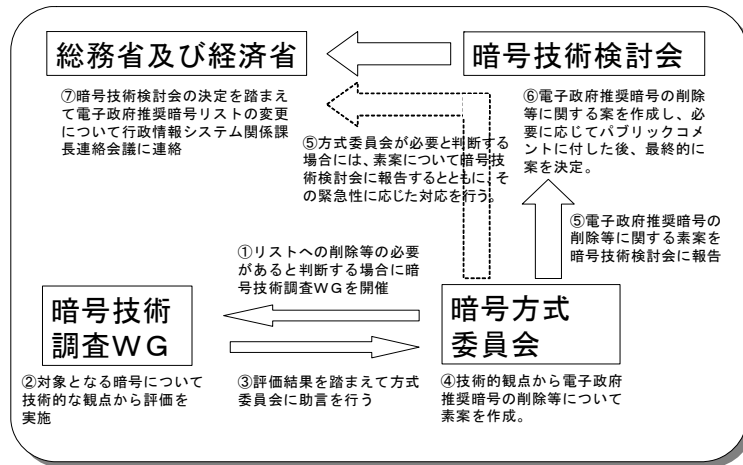 総務省及び経済省
暗号技術検討会
⑦暗号技術検討会の決定を踏まえ
て電子政府推奨暗号リストの変更
について行政情報システム関係課
長連絡会議に連絡
⑥電子政府推奨暗号の削除
等に関する案を作成し、必
要に応じてパブリックコメ
ントに付した後、最終的に
案を決定。
⑤方式委員会が必要と判断する
場合には、素案について暗号技
術検討会に報告するとともに、そ
の緊急性に応じた対応を行う。
⑤電子政府推奨暗号の
削除等に関する素案を
暗号技術検討会に報告
①リストへの削除等の必要
があると判断する場合に暗
号技術調査WGを開催
暗号技術
調査WG
暗号方式
委員会
②対象となる暗号について
技術的な観点から評価を
実施
③評価結果を踏まえて方式
委員会に助言を行う
④技術的観点から電子政府
推奨暗号の削除等について
素案を作成。